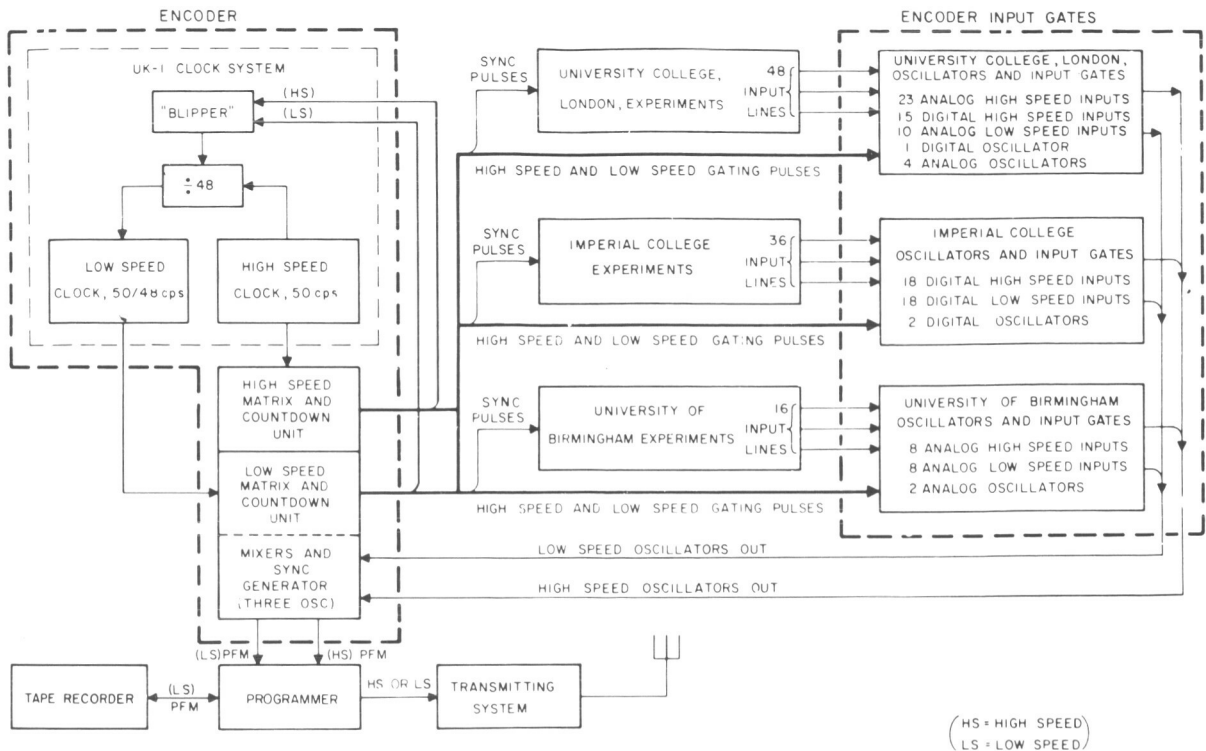 ENCODER
UK-1 CLOCK SYSTEM
"BLIPPER"
(HS)
(LS)
÷ 48
LOW SPEED
CLOCK, 50/48 cps
HIGH SPEED
CLOCK, 50 cps
HIGH SPEED
MATRIX AND
COUNTDOWN
UNIT
LOW SPEED
MATRIX AND
COUNTDOWN
UNIT
MIXERS AND
SYNC
GENERATOR
(THREE OSC)
(LS)PFM
(HS) PFM
TAPE RECORDER
(LS)
PFM
PROGRAMMER
HS OR LS
TRANSMITTING
SYSTEM
SYNC
PULSES
UNIVERSITY COLLEGE,
LONDON, EXPERIMENTS
48
INPUT
LINES
HIGH SPEED AND LOW SPEED GATING PULSES
SYNC
PULSES
IMPERIAL COLLEGE
EXPERIMENTS
36
INPUT
LINES
HIGH SPEED AND LOW SPEED GATING PULSES
SYNC
PULSES
UNIVERSITY OF
BIRMINGHAM EXPERIMENTS
16
INPUT
LINES
HIGH SPEED AND LOW SPEED GATING PULSES
LOW SPEED OSCILLATORS OUT
HIGH SPEED OSCILLATORS OUT
ENCODER INPUT GATES
UNIVERSITY COLLEGE, LONDON,
OSCILLATORS AND INPUT GATES
23 ANALOG HIGH SPEED INPUTS
15 DIGITAL HIGH SPEED INPUTS
10 ANALOG LOW SPEED INPUTS
1 DIGITAL OSCILLATOR
4 ANALOG OSCILLATORS
IMPERIAL COLLEGE
OSCILLATORS AND INPUT GATES
18 DIGITAL HIGH SPEED INPUTS
18 DIGITAL LOW SPEED INPUTS
2 DIGITAL OSCILLATORS
UNIVERSITY OF BIRMINGHAM
OSCILLATORS AND INPUT GATES
8 ANALOG HIGH SPEED INPUTS
8 ANALOG LOW SPEED INPUTS
2 ANALOG OSCILLATORS
(HS = HIGH SPEED)
(LS = LOW SPEED)